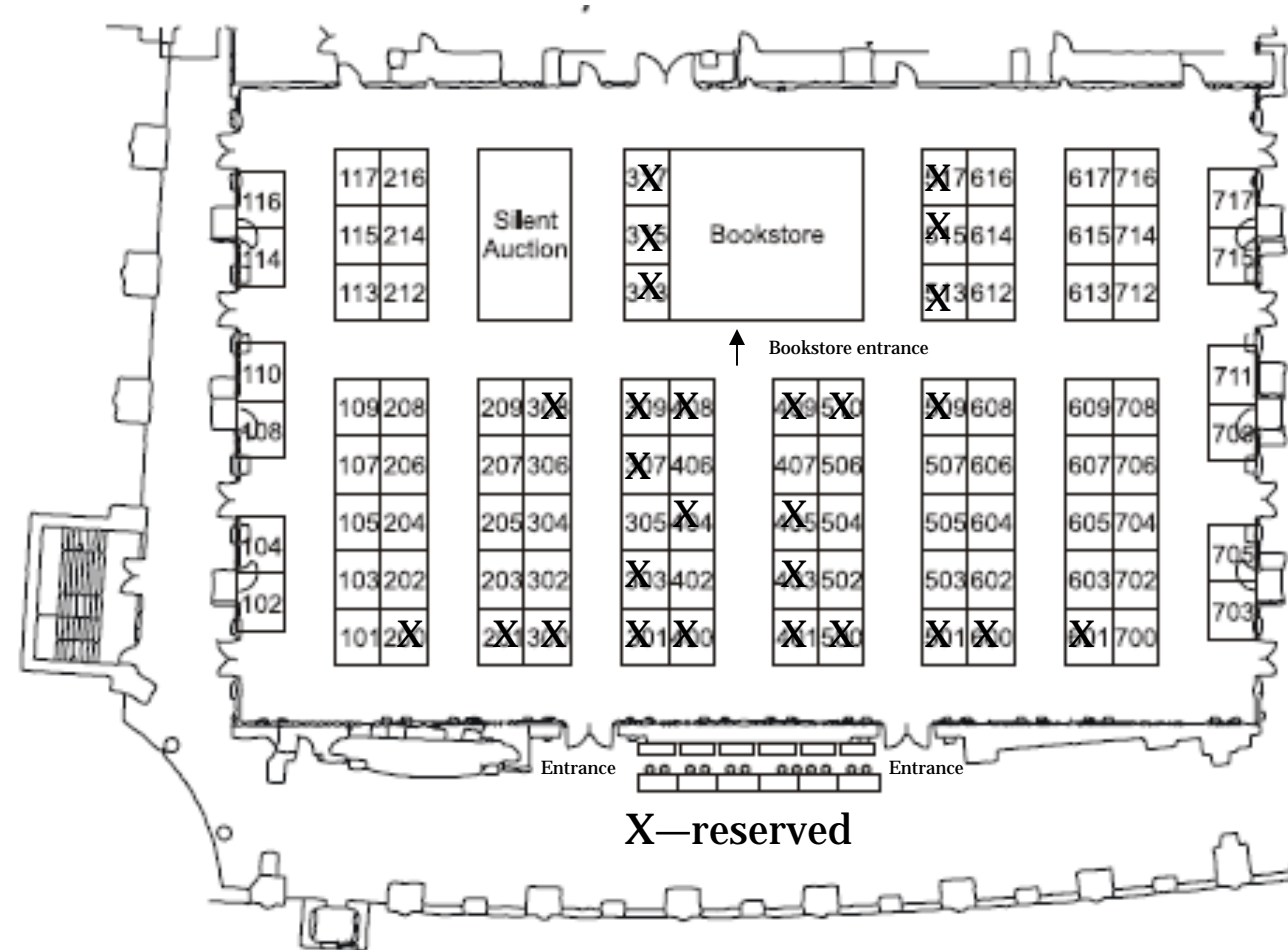 117 216 X X 616 617 716
116 717
Silent
Auction
115 214 X Bookstore X 614 615 714
114 715
113 212 X X 612 613 712
Bookstore entrance
110 711
109 208 209 X X X X X X 608 609 708
108
107 206 207 306 X 406 407 506 507 606 607 706
105 204 205 304 305 X X 504 505 604 605 704
104 705
103 202 203 302 X 402 X 502 503 602 603 702
102 703
101 X X X X X X X X X X 700
Entrance Entrance
X—reserved